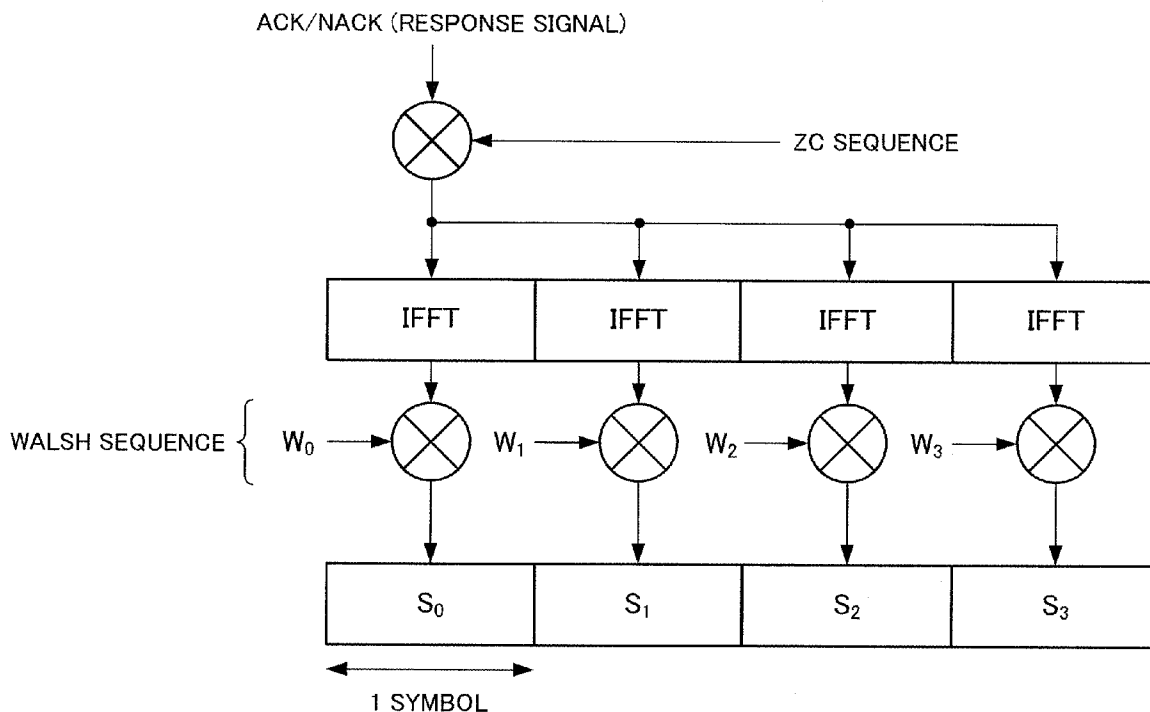 ACK/NACK (RESPONSE SIGNAL)
ZC SEQUENCE
IFFT IFFT IFFT IFFT
WALSH SEQUENCE { W₀ W₁ W₂ W₃
S₀ S₁ S₂ S₃
1 SYMBOL